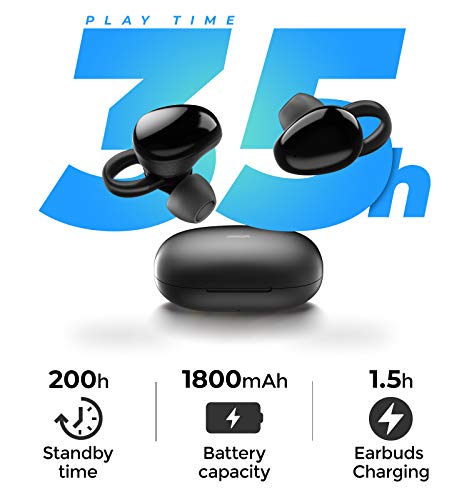 PLAY TIME
35h
200h
1800mAh
1.5h
Standby
time
Battery
capacity
Earbuds
Charging